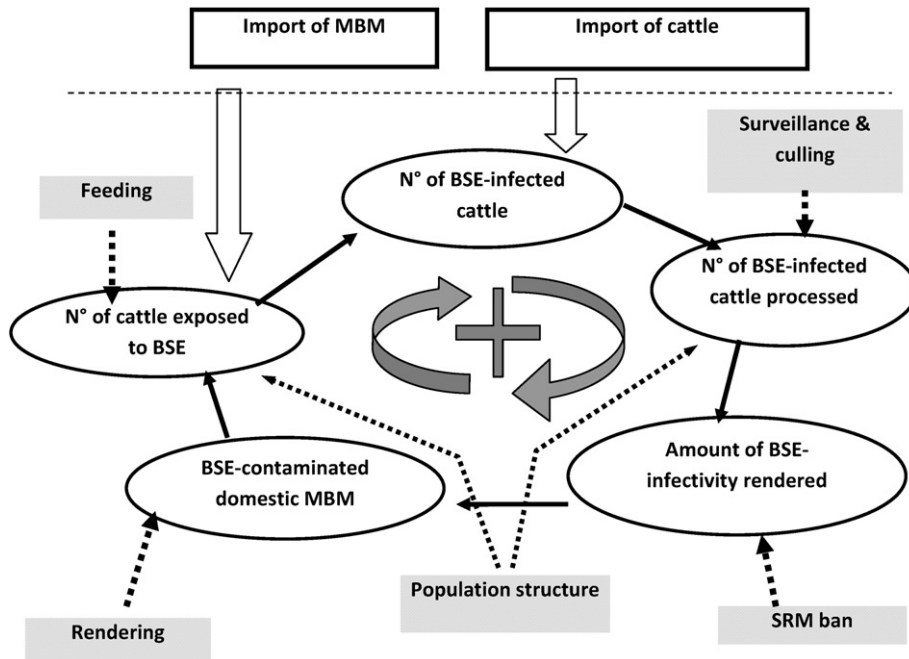 Import of MBM
Import of cattle
Surveillance &
culling
Feeding
N° of BSE-infected
cattle
N° of BSE-infected
cattle processed
N° of cattle exposed
to BSE
BSE-contaminated
domestic MBM
Amount of BSE-
infectivity rendered
Population structure
Rendering
SRM ban